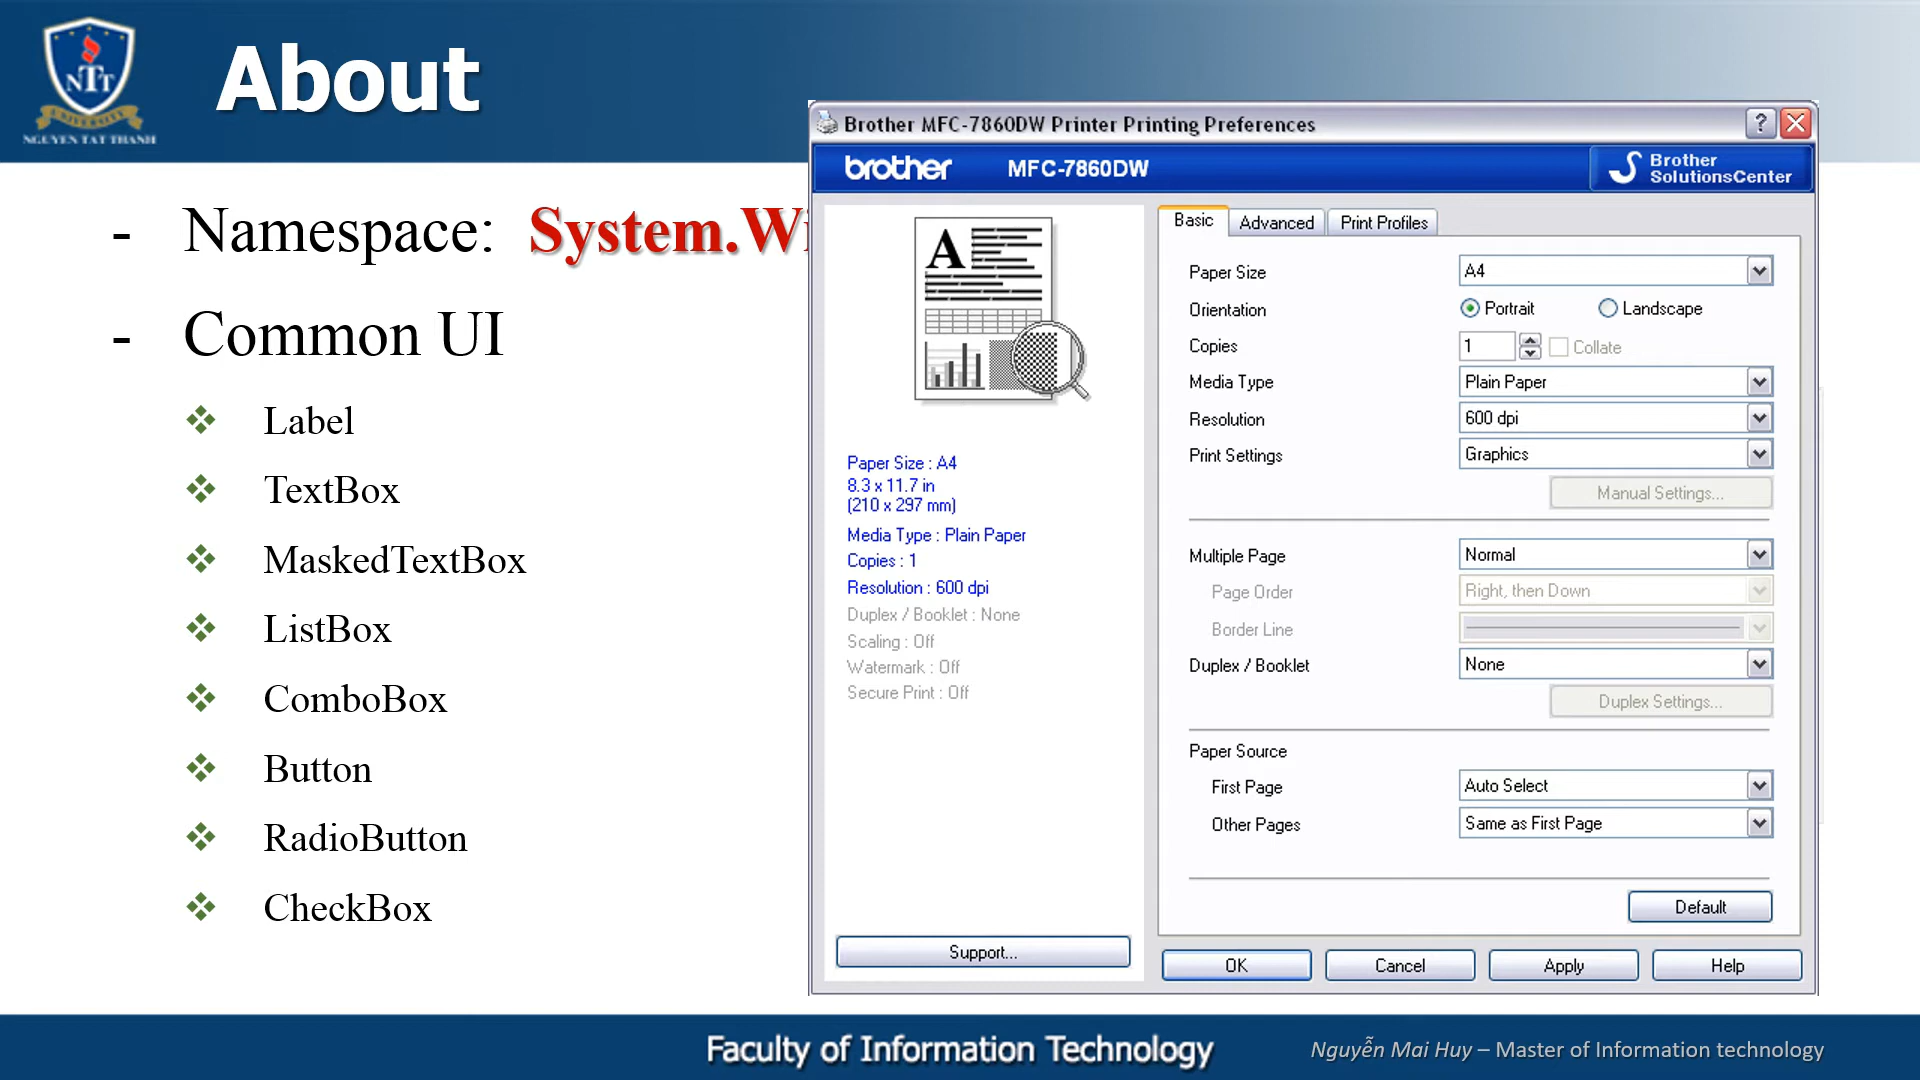 NTT
UNIVERSITY
NGUYEN TAT THANH
About
- Namespace: System.Wi
- Common UI
Label
TextBox
MaskedTextBox
ListBox
ComboBox
Button
RadioButton
CheckBox
Brother MFC-7860DW Printer Printing Preferences
?
brother MFC-7860DW
Brother
SolutionsCenter
A
Paper Size : A4
8.3 x 11.7 in
(210 x 297 mm)
Media Type : Plain Paper
Copies : 1
Resolution : 600 dpi
Duplex / Booklet : None
Scaling : Off
Watermark : Off
Secure Print : Off
Support...
Basic Advanced Print Profiles
Paper Size A4
Orientation Portrait Landscape
Copies 1 Collate
Media Type Plain Paper
Resolution 600 dpi
Print Settings Graphics
Manual Settings...
Multiple Page Normal
Page Order Right, then Down
Border Line
Duplex / Booklet None
Duplex Settings...
Paper Source
First Page Auto Select
Other Pages Same as First Page
Default
OK Cancel Apply Help
Faculty of Information Technology
Nguyễn Mai Huy – Master of Information technology